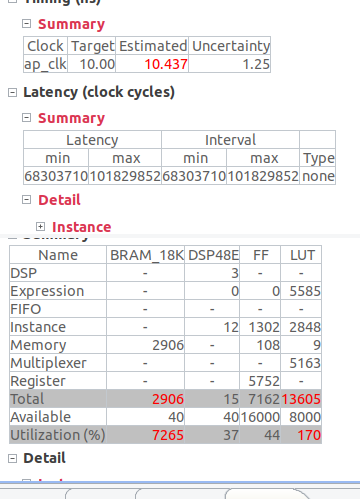 Timing (ns)
Summary
Clock Target Estimated Uncertainty
ap_clk 10.00 10.437 1.25
Latency (clock cycles)
Summary
Latency Interval
min max min max Type
68303710 101829852 68303710 101829852 none
Detail
Instance
Summary
Name BRAM_18K DSP48E FF LUT
DSP - 3 - -
Expression - 0 0 5585
FIFO - - - -
Instance - 12 1302 2848
Memory 2906 - 108 9
Multiplexer - - - 5163
Register - - 5752 -
Total 2906 15 7162 13605
Available 40 40 16000 8000
Utilization (%) 7265 37 44 170
Detail